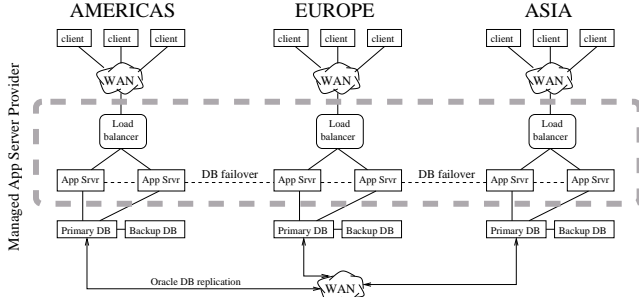 AMERICAS EUROPE ASIA
client client client client client client client client client
WAN WAN WAN
Managed App Server Provider
Load balancer Load balancer Load balancer
DB failover DB failover
App Srvr App Srvr App Srvr App Srvr App Srvr App Srvr
Primary DB Backup DB Primary DB Backup DB Primary DB Backup DB
Oracle DB replication
WAN